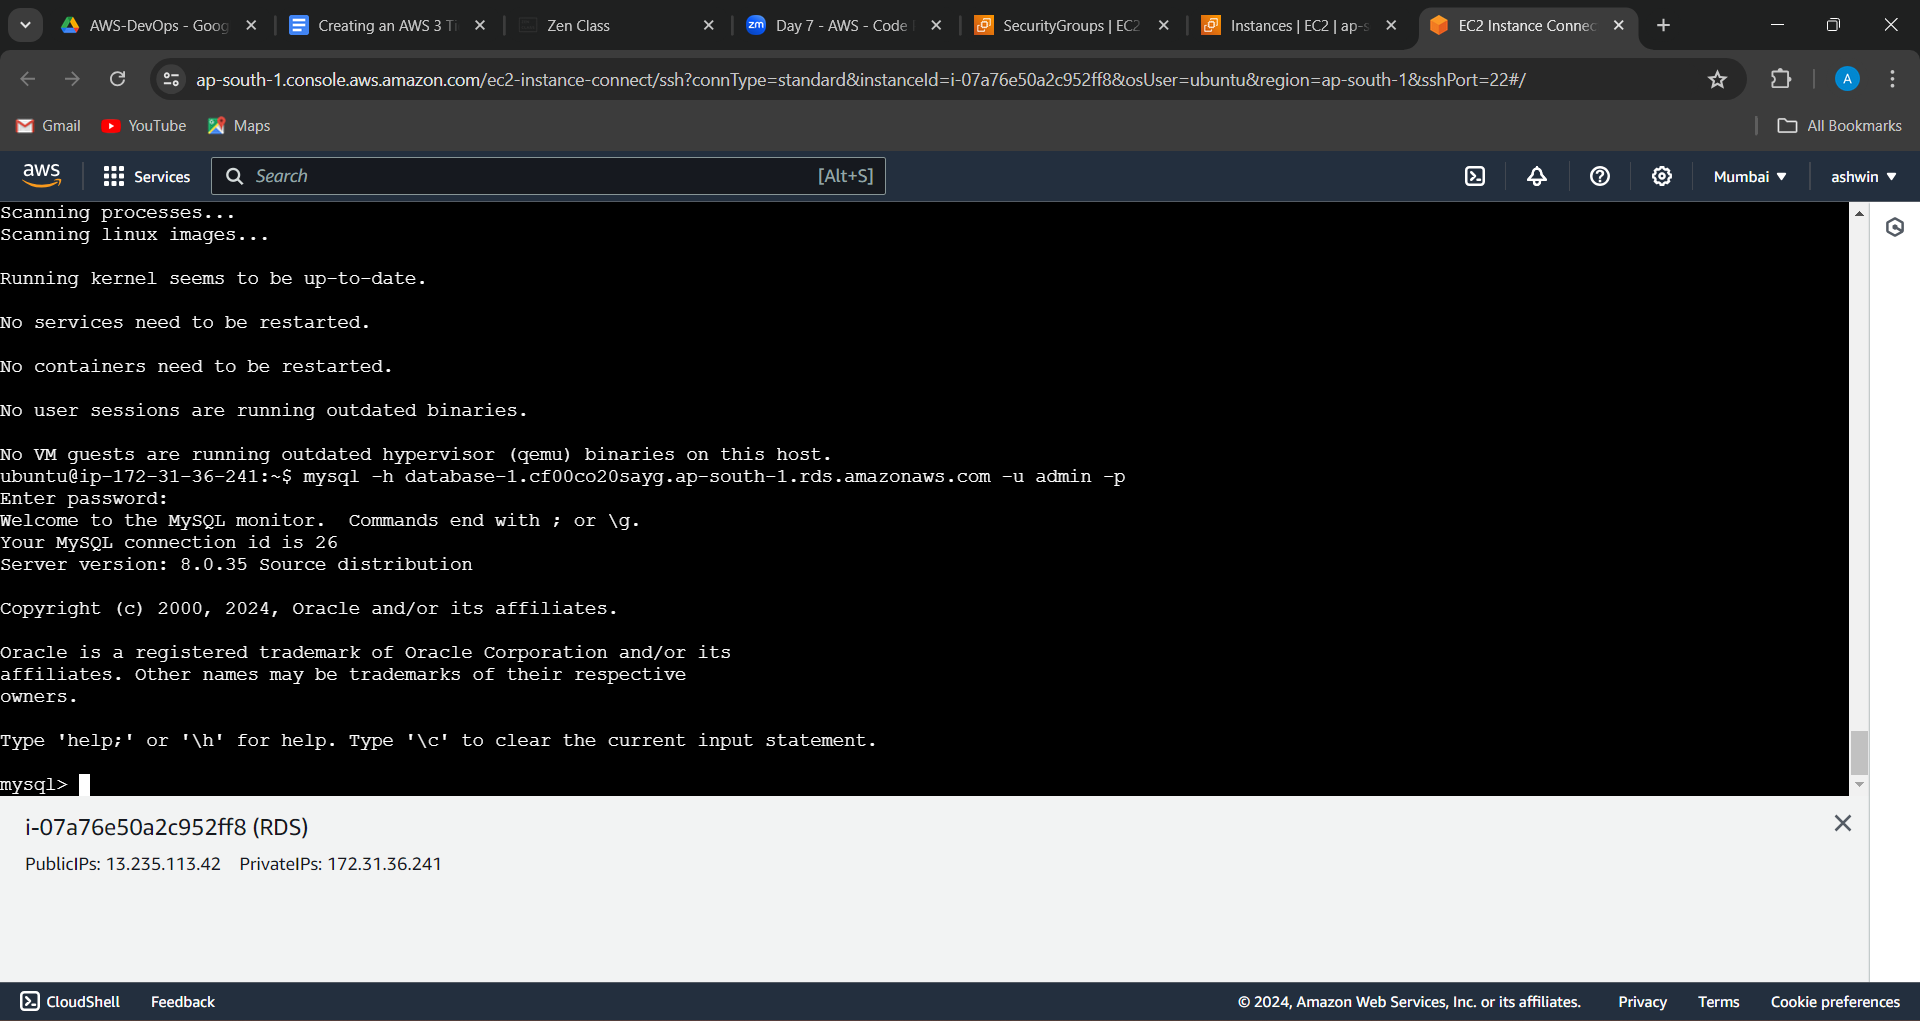 AWS-DevOps - Goog
Creating an AWS 3 Ti
Zen Class
zm Day 7 - AWS - Code
SecurityGroups | EC2
Instances | EC2 | ap-s
EC2 Instance Connec
ap-south-1.console.aws.amazon.com/ec2-instance-connect/ssh?connType=standard&instanceId=i-07a76e50a2c952ff8&osUser=ubuntu&region=ap-south-1&sshPort=22#/
A
Gmail YouTube Maps All Bookmarks
aws Services Search [Alt+S] Mumbai ashwin
Scanning processes...
Scanning linux images...
Running kernel seems to be up-to-date.
No services need to be restarted.
No containers need to be restarted.
No user sessions are running outdated binaries.
No VM guests are running outdated hypervisor (qemu) binaries on this host.
ubuntu@ip-172-31-36-241:~$ mysql -h database-1.cf00co20sayg.ap-south-1.rds.amazonaws.com -u admin -p
Enter password:
Welcome to the MySQL monitor.  Commands end with ; or \g.
Your MySQL connection id is 26
Server version: 8.0.35 Source distribution
Copyright (c) 2000, 2024, Oracle and/or its affiliates.
Oracle is a registered trademark of Oracle Corporation and/or its
affiliates. Other names may be trademarks of their respective
owners.
Type 'help;' or '\h' for help. Type '\c' to clear the current input statement.
mysql>
i-07a76e50a2c952ff8 (RDS)
PublicIPs: 13.235.113.42 PrivateIPs: 172.31.36.241
CloudShell Feedback © 2024, Amazon Web Services, Inc. or its affiliates. Privacy Terms Cookie preferences